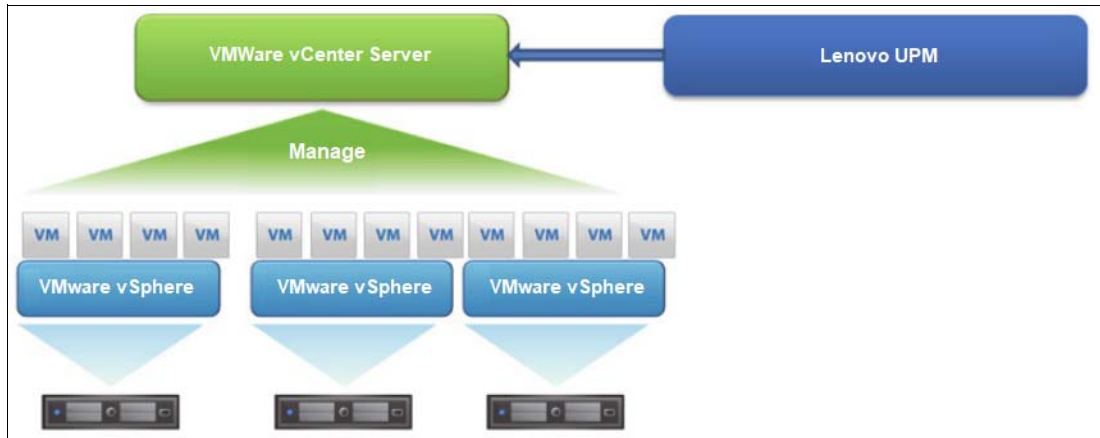 VMWare vCenter Server
Lenovo UPM
Manage
VM VM VM VM VM VM VM VM VM VM VM VM
VMware vSphere VMware vSphere VMware vSphere